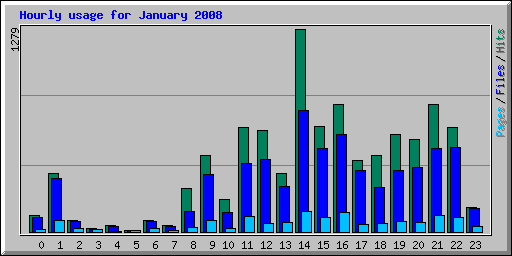 Hourly usage for January 2008
1279
Pages/Files/Hits
0 1 2 3 4 5 6 7 8 9 10 11 12 13 14 15 16 17 18 19 20 21 22 23